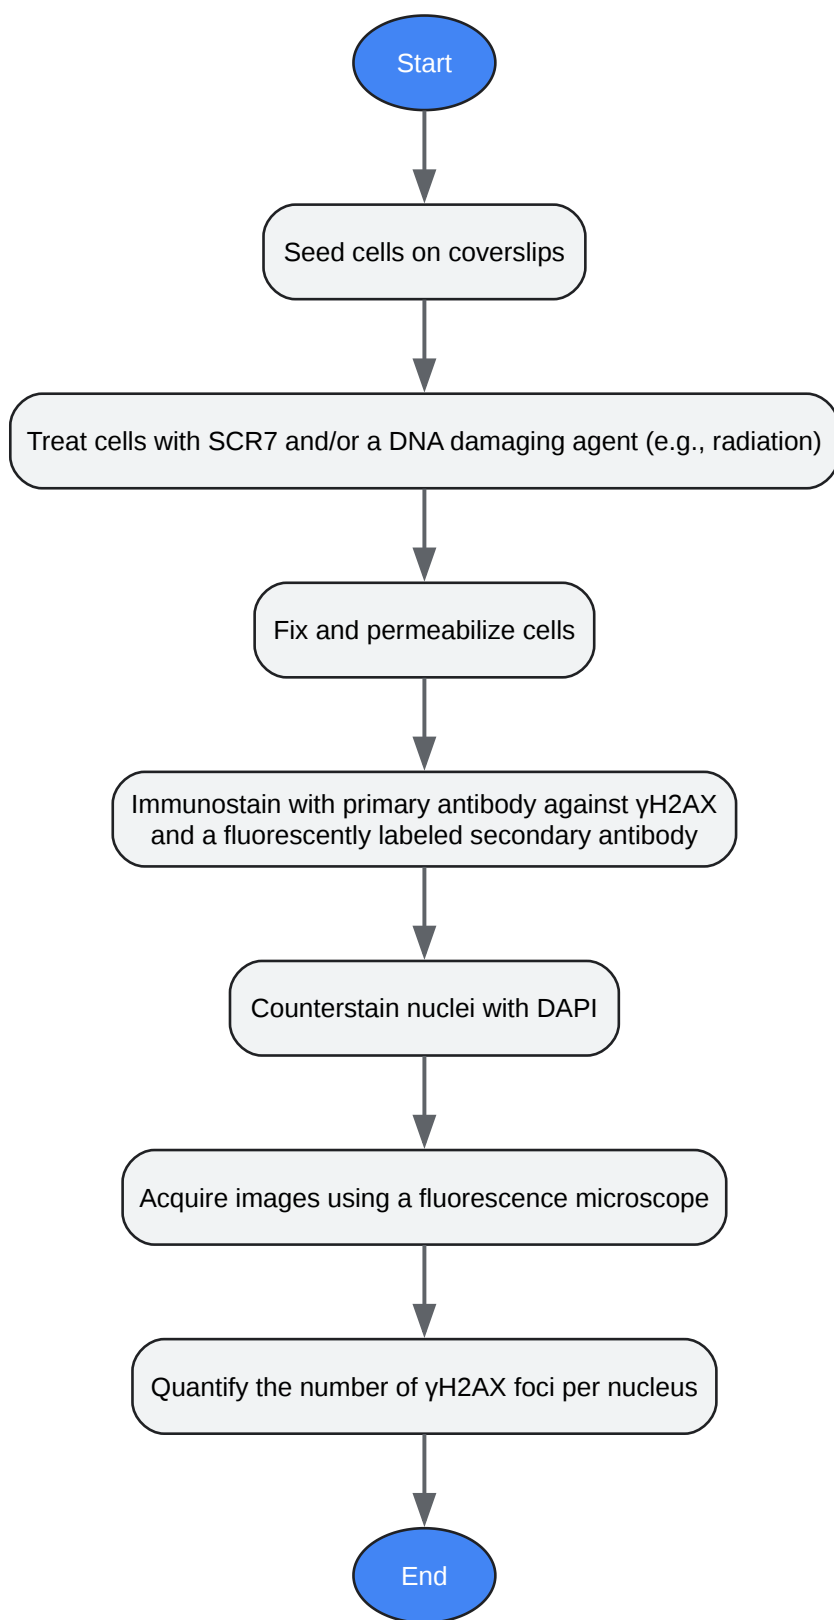 Start
Seed cells on coverslips
Treat cells with SCR7 and/or a DNA damaging agent (e.g., radiation)
Fix and permeabilize cells
Immunostain with primary antibody against γH2AX
and a fluorescently labeled secondary antibody
Counterstain nuclei with DAPI
Acquire images using a fluorescence microscope
Quantify the number of γH2AX foci per nucleus
End